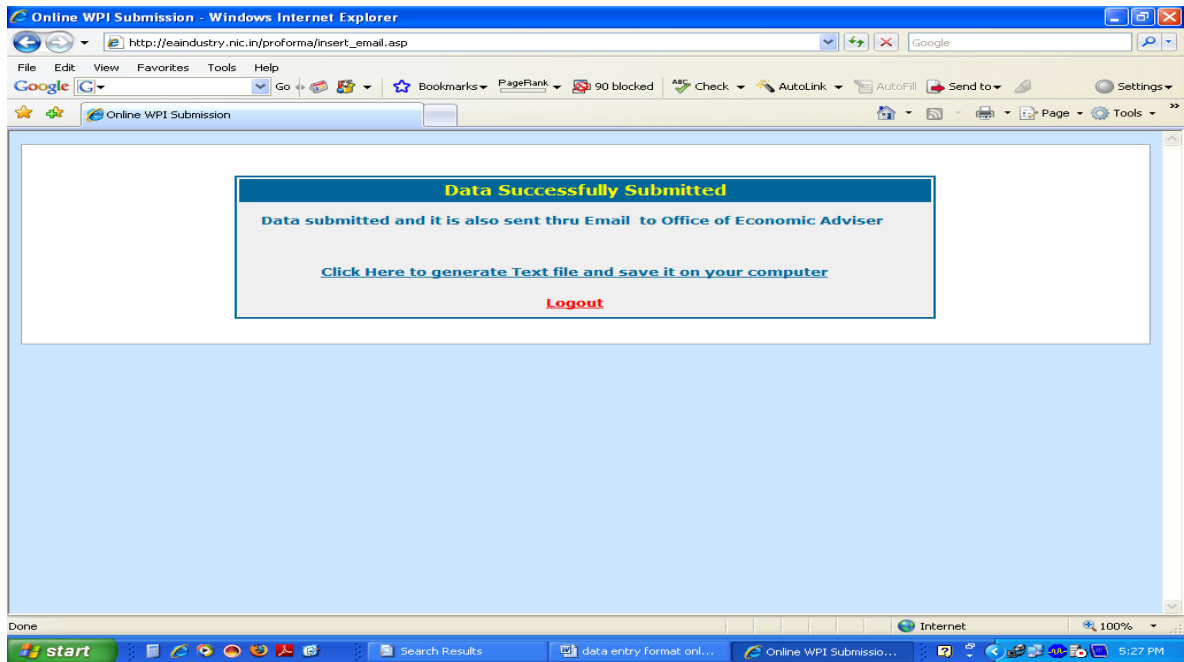 Online WPI Submission - Windows Internet Explorer
http://eaindustry.nic.in/proforma/insert_email.asp
Google
File Edit View Favorites Tools Help
Google G Go Bookmarks PageRank 90 blocked ABC Check AutoLink AutoFill Send to Settings
Online WPI Submission Page Tools »
Data Successfully Submitted
Data submitted and it is also sent thru Email to Office of Economic Adviser
Click Here to generate Text file and save it on your computer
Logout
Done Internet 100%
start Search Results data entry format onl... Online WPI Submissio... 5:27 PM